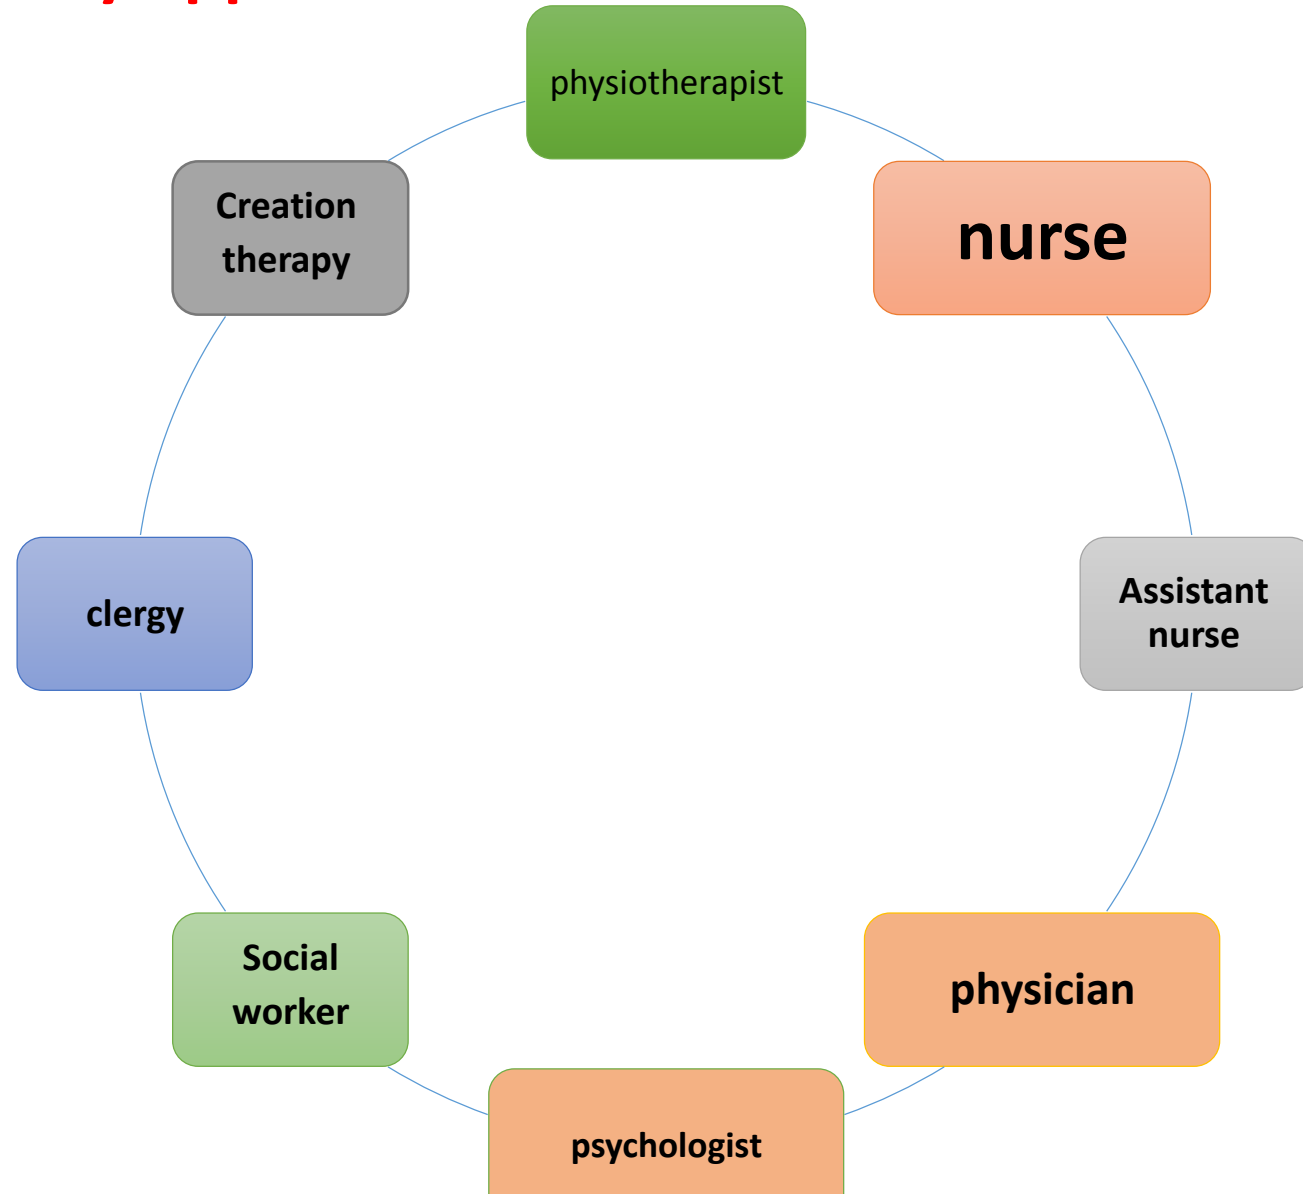 physiotherapist
nurse
Assistant
nurse
physician
psychologist
Social
worker
clergy
Creation
therapy